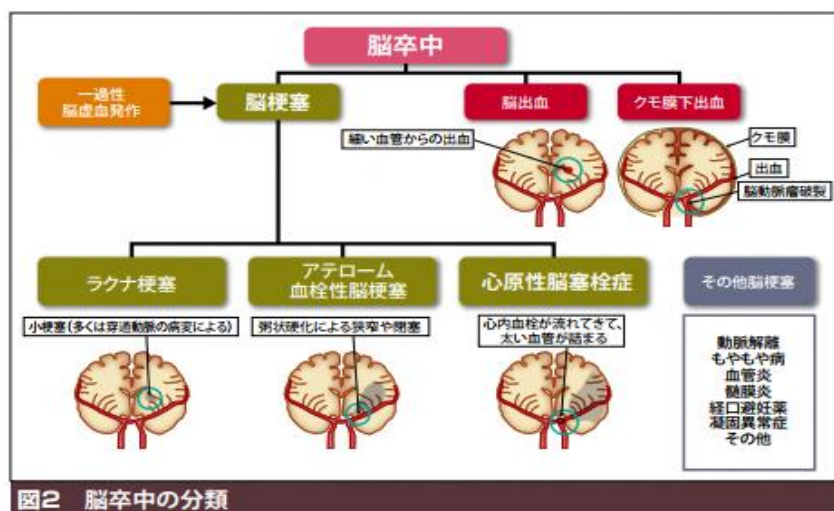 脳卒中
一過性
脳虚血発作
脳梗塞
脳出血
クモ膜下出血
細い血管からの出血
クモ膜
出血
脳動脈瘤破裂
ラクナ梗塞
アテローム
血栓性脳梗塞
心原性脳塞栓症
その他脳梗塞
小梗塞(多くは穿通動脈の病変による)
粥状硬化による狭窄や閉塞
心内血栓が流れてきて、
太い血管が詰まる
動脈解離
もやもや病
血管炎
髄膜炎
経口避妊薬
凝固異常症
その他
図2 脳卒中の分類